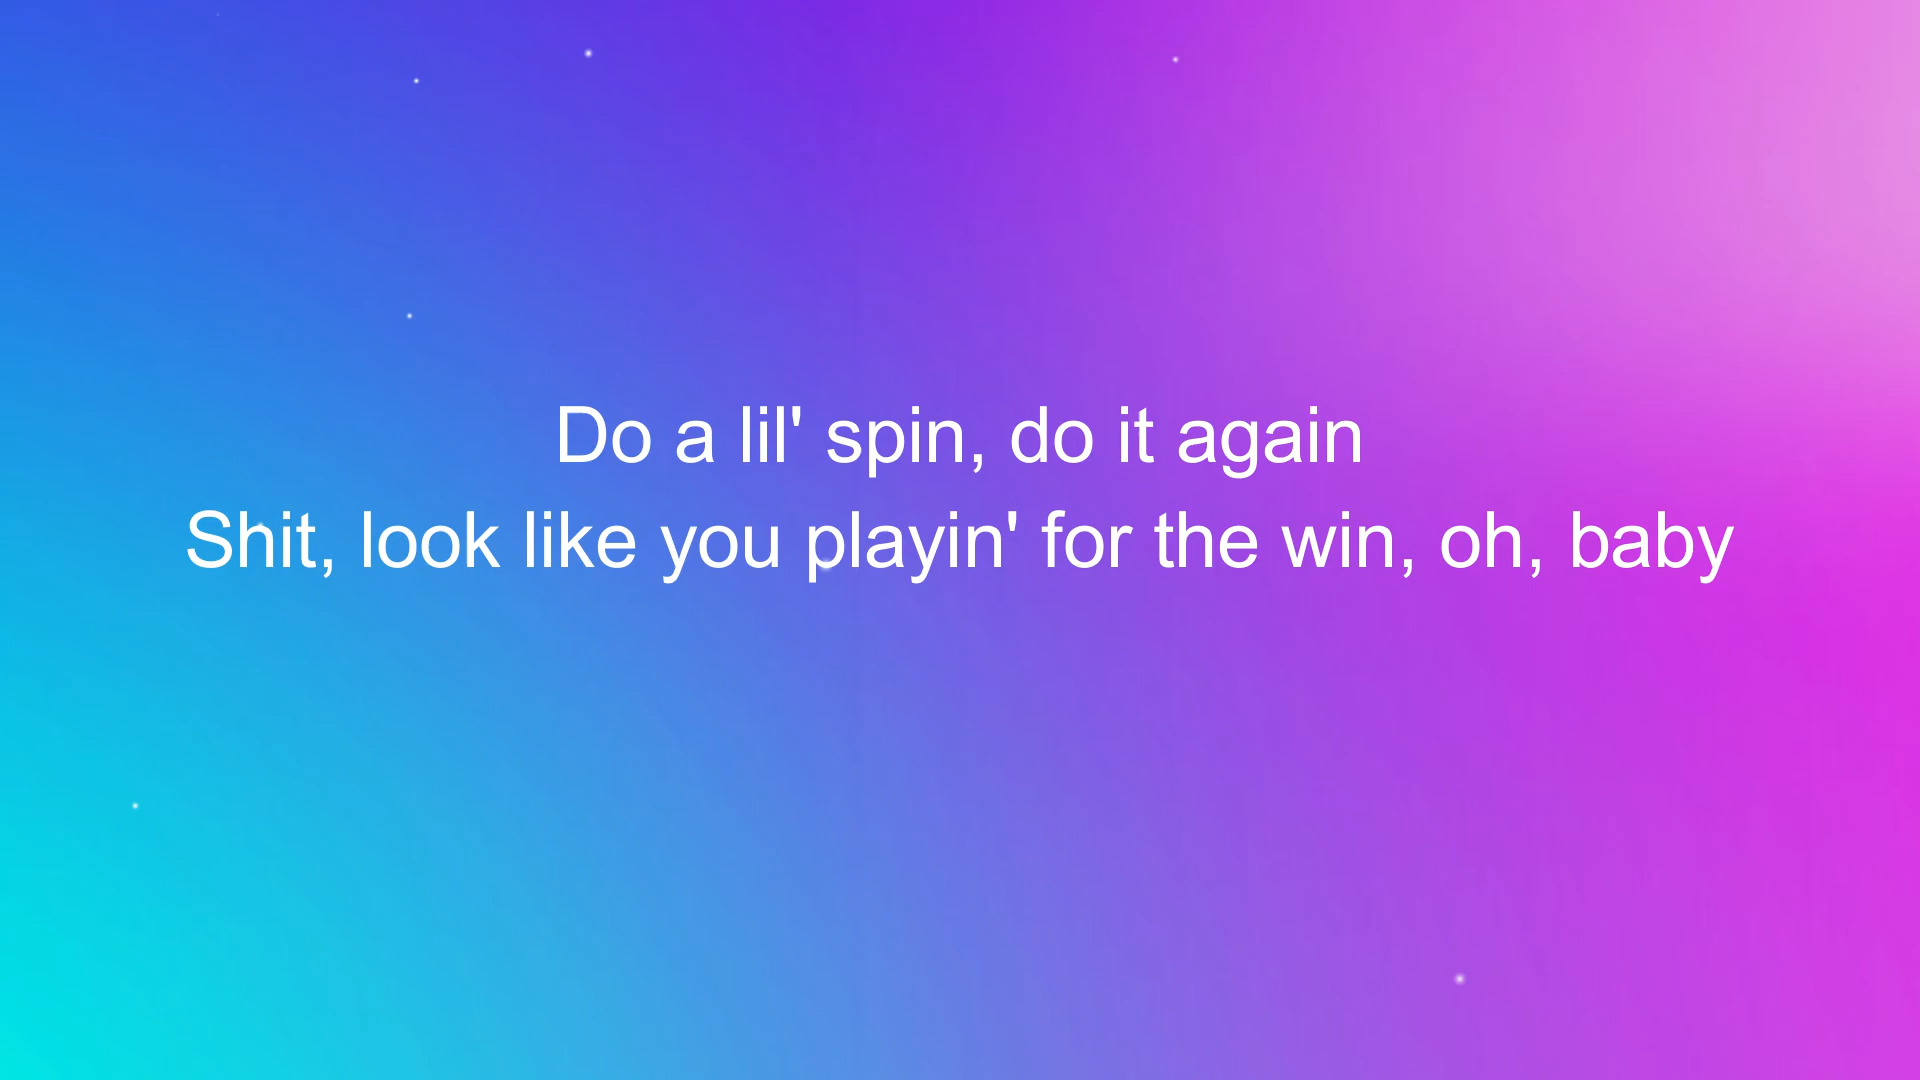 Do a lil' spin, do it again
Shit, look like you playin' for the win, oh, baby